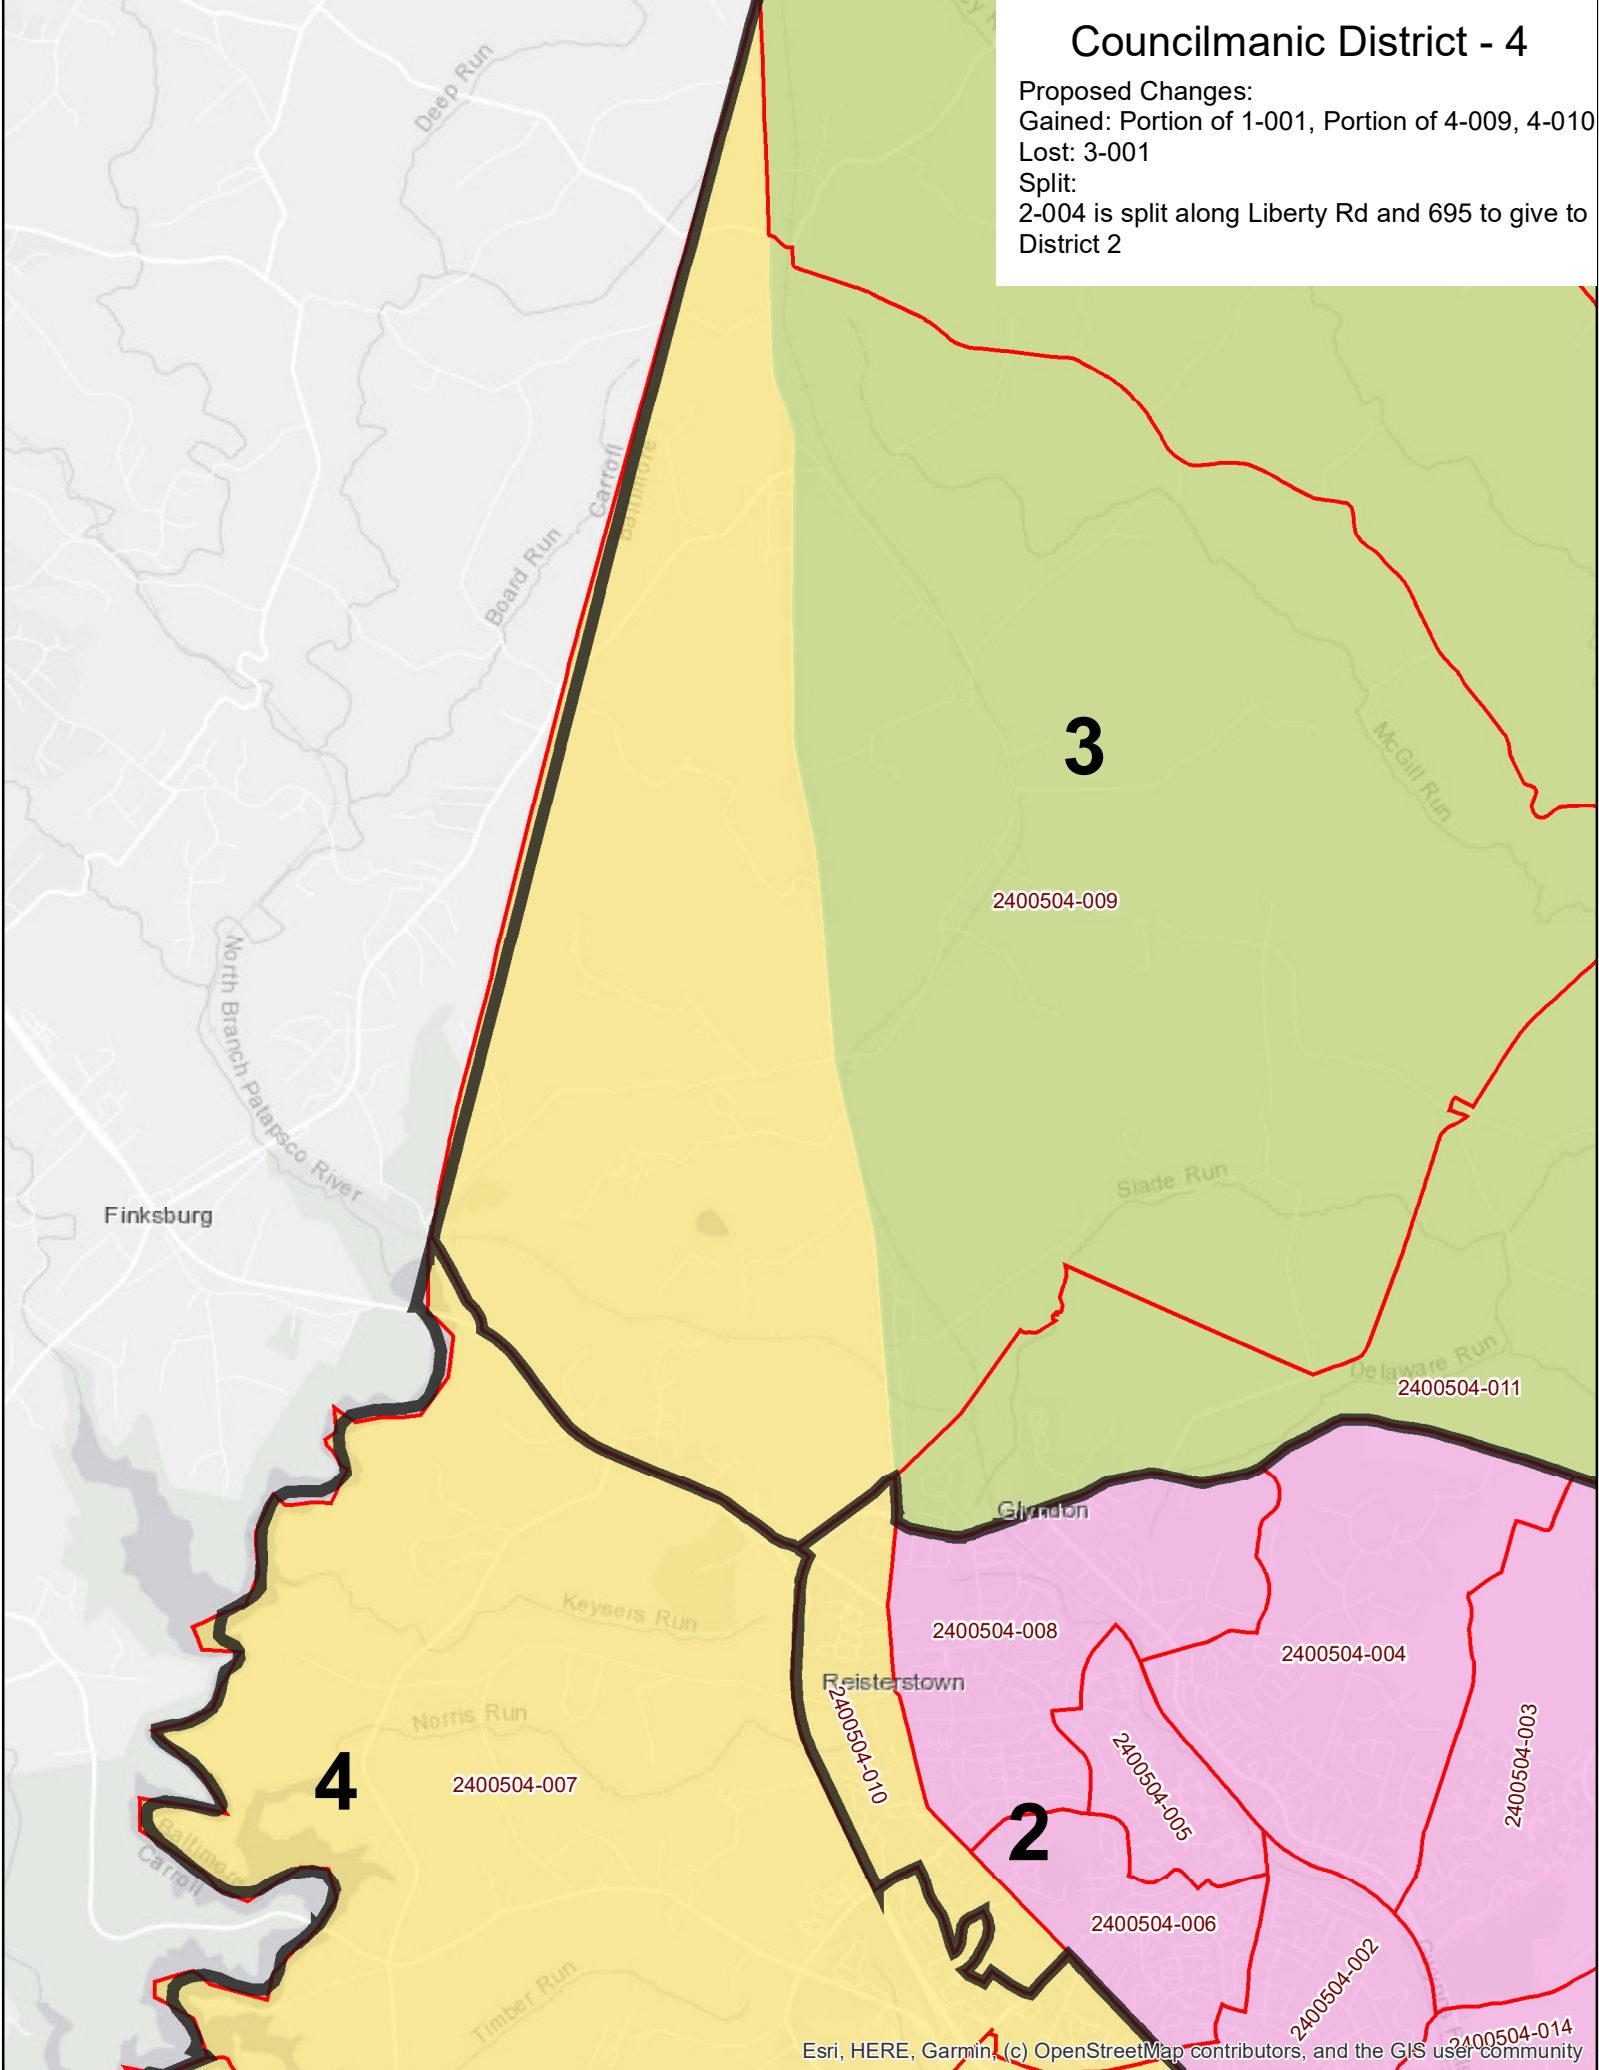 Councilmanic District - 4
Proposed Changes:
Gained: Portion of 1-001, Portion of 4-009, 4-010
Lost: 3-001
Split:
2-004 is split along Liberty Rd and 695 to give to
District 2
Deep Run
Carroll
Baltimore
Board Run
3
McGill Run
2400504-009
North Branch Patapsco River
Slade Run
Finksburg
Delaware Run
2400504-011
Glyndon
Keysers Run
2400504-008
2400504-004
Reisterstown
Norris Run
2400504-010
2400504-003
2400504-005
4
2400504-007
2
Baltimore
Carroll
2400504-006
2400504-002
Timber Run
2400504-014
Esri, HERE, Garmin, (c) OpenStreetMap contributors, and the GIS user community